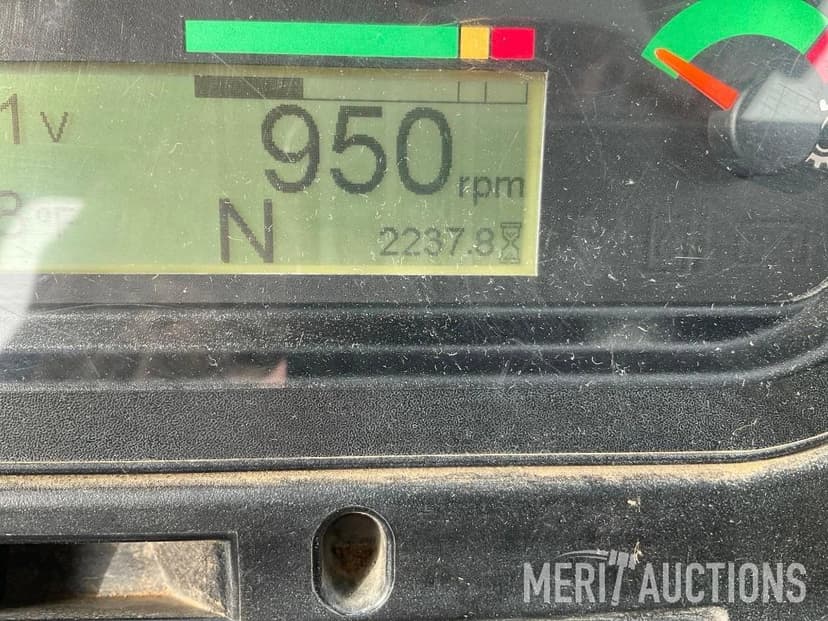 1 V
950 rpm
°F
N
2237.8
MERIT AUCTIONS